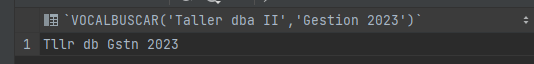 `VOCALBUSCAR('Taller dba II','Gestion 2023')`
1 Tllr db Gstn 2023